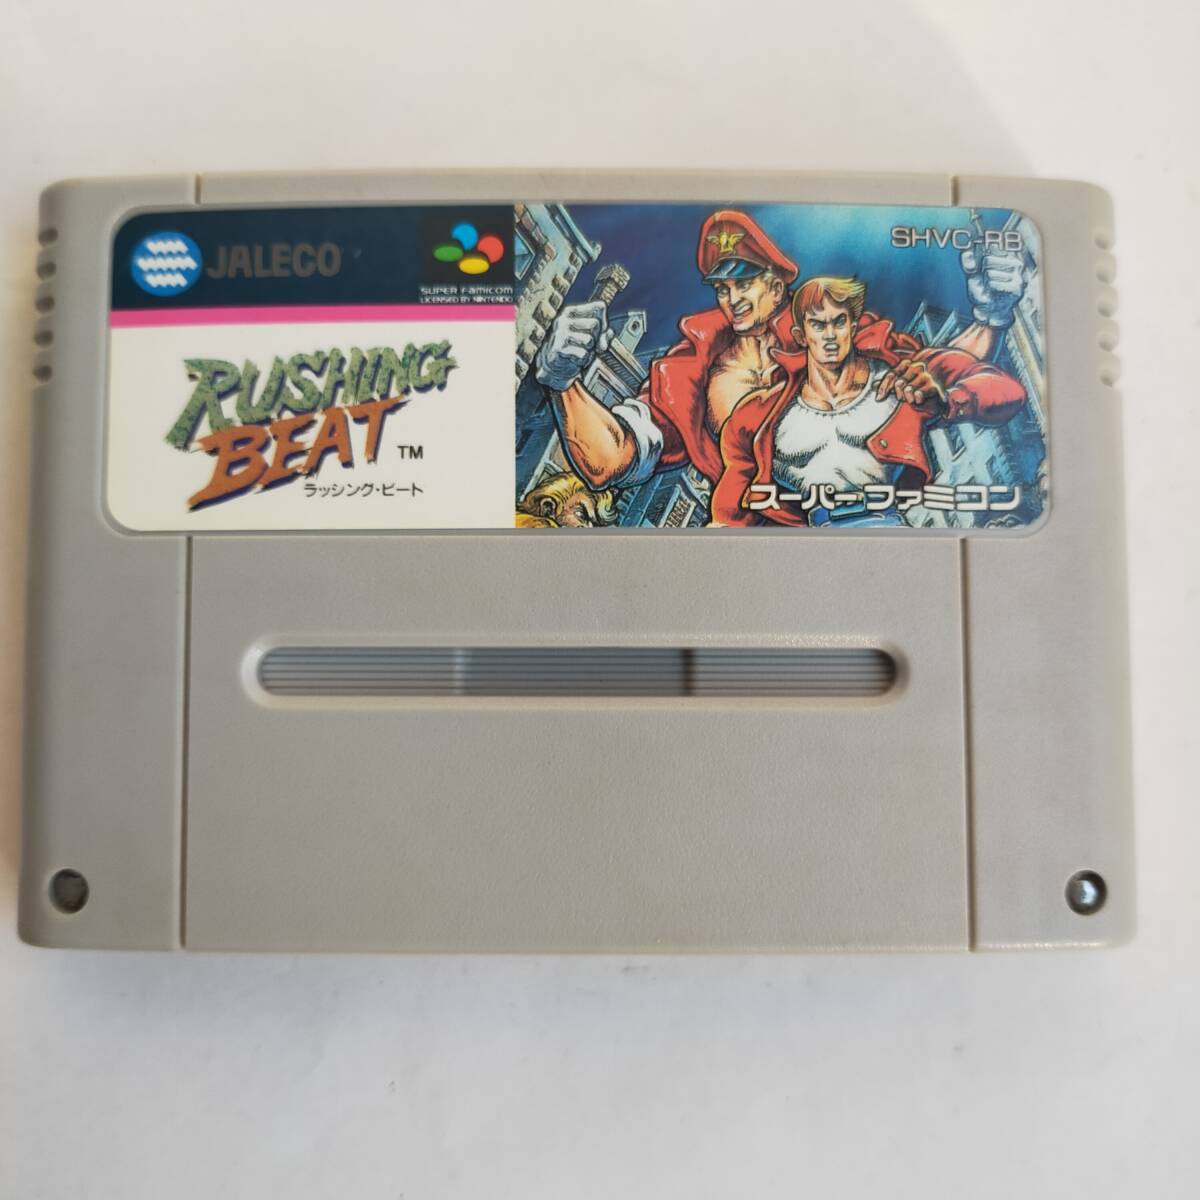 JALECO
SUPER FAMICOM
LICENSED BY NINTENDO
SHVC-RB
RUSHING
BEAT ™
ラッシング・ビート
スーパーファミコン